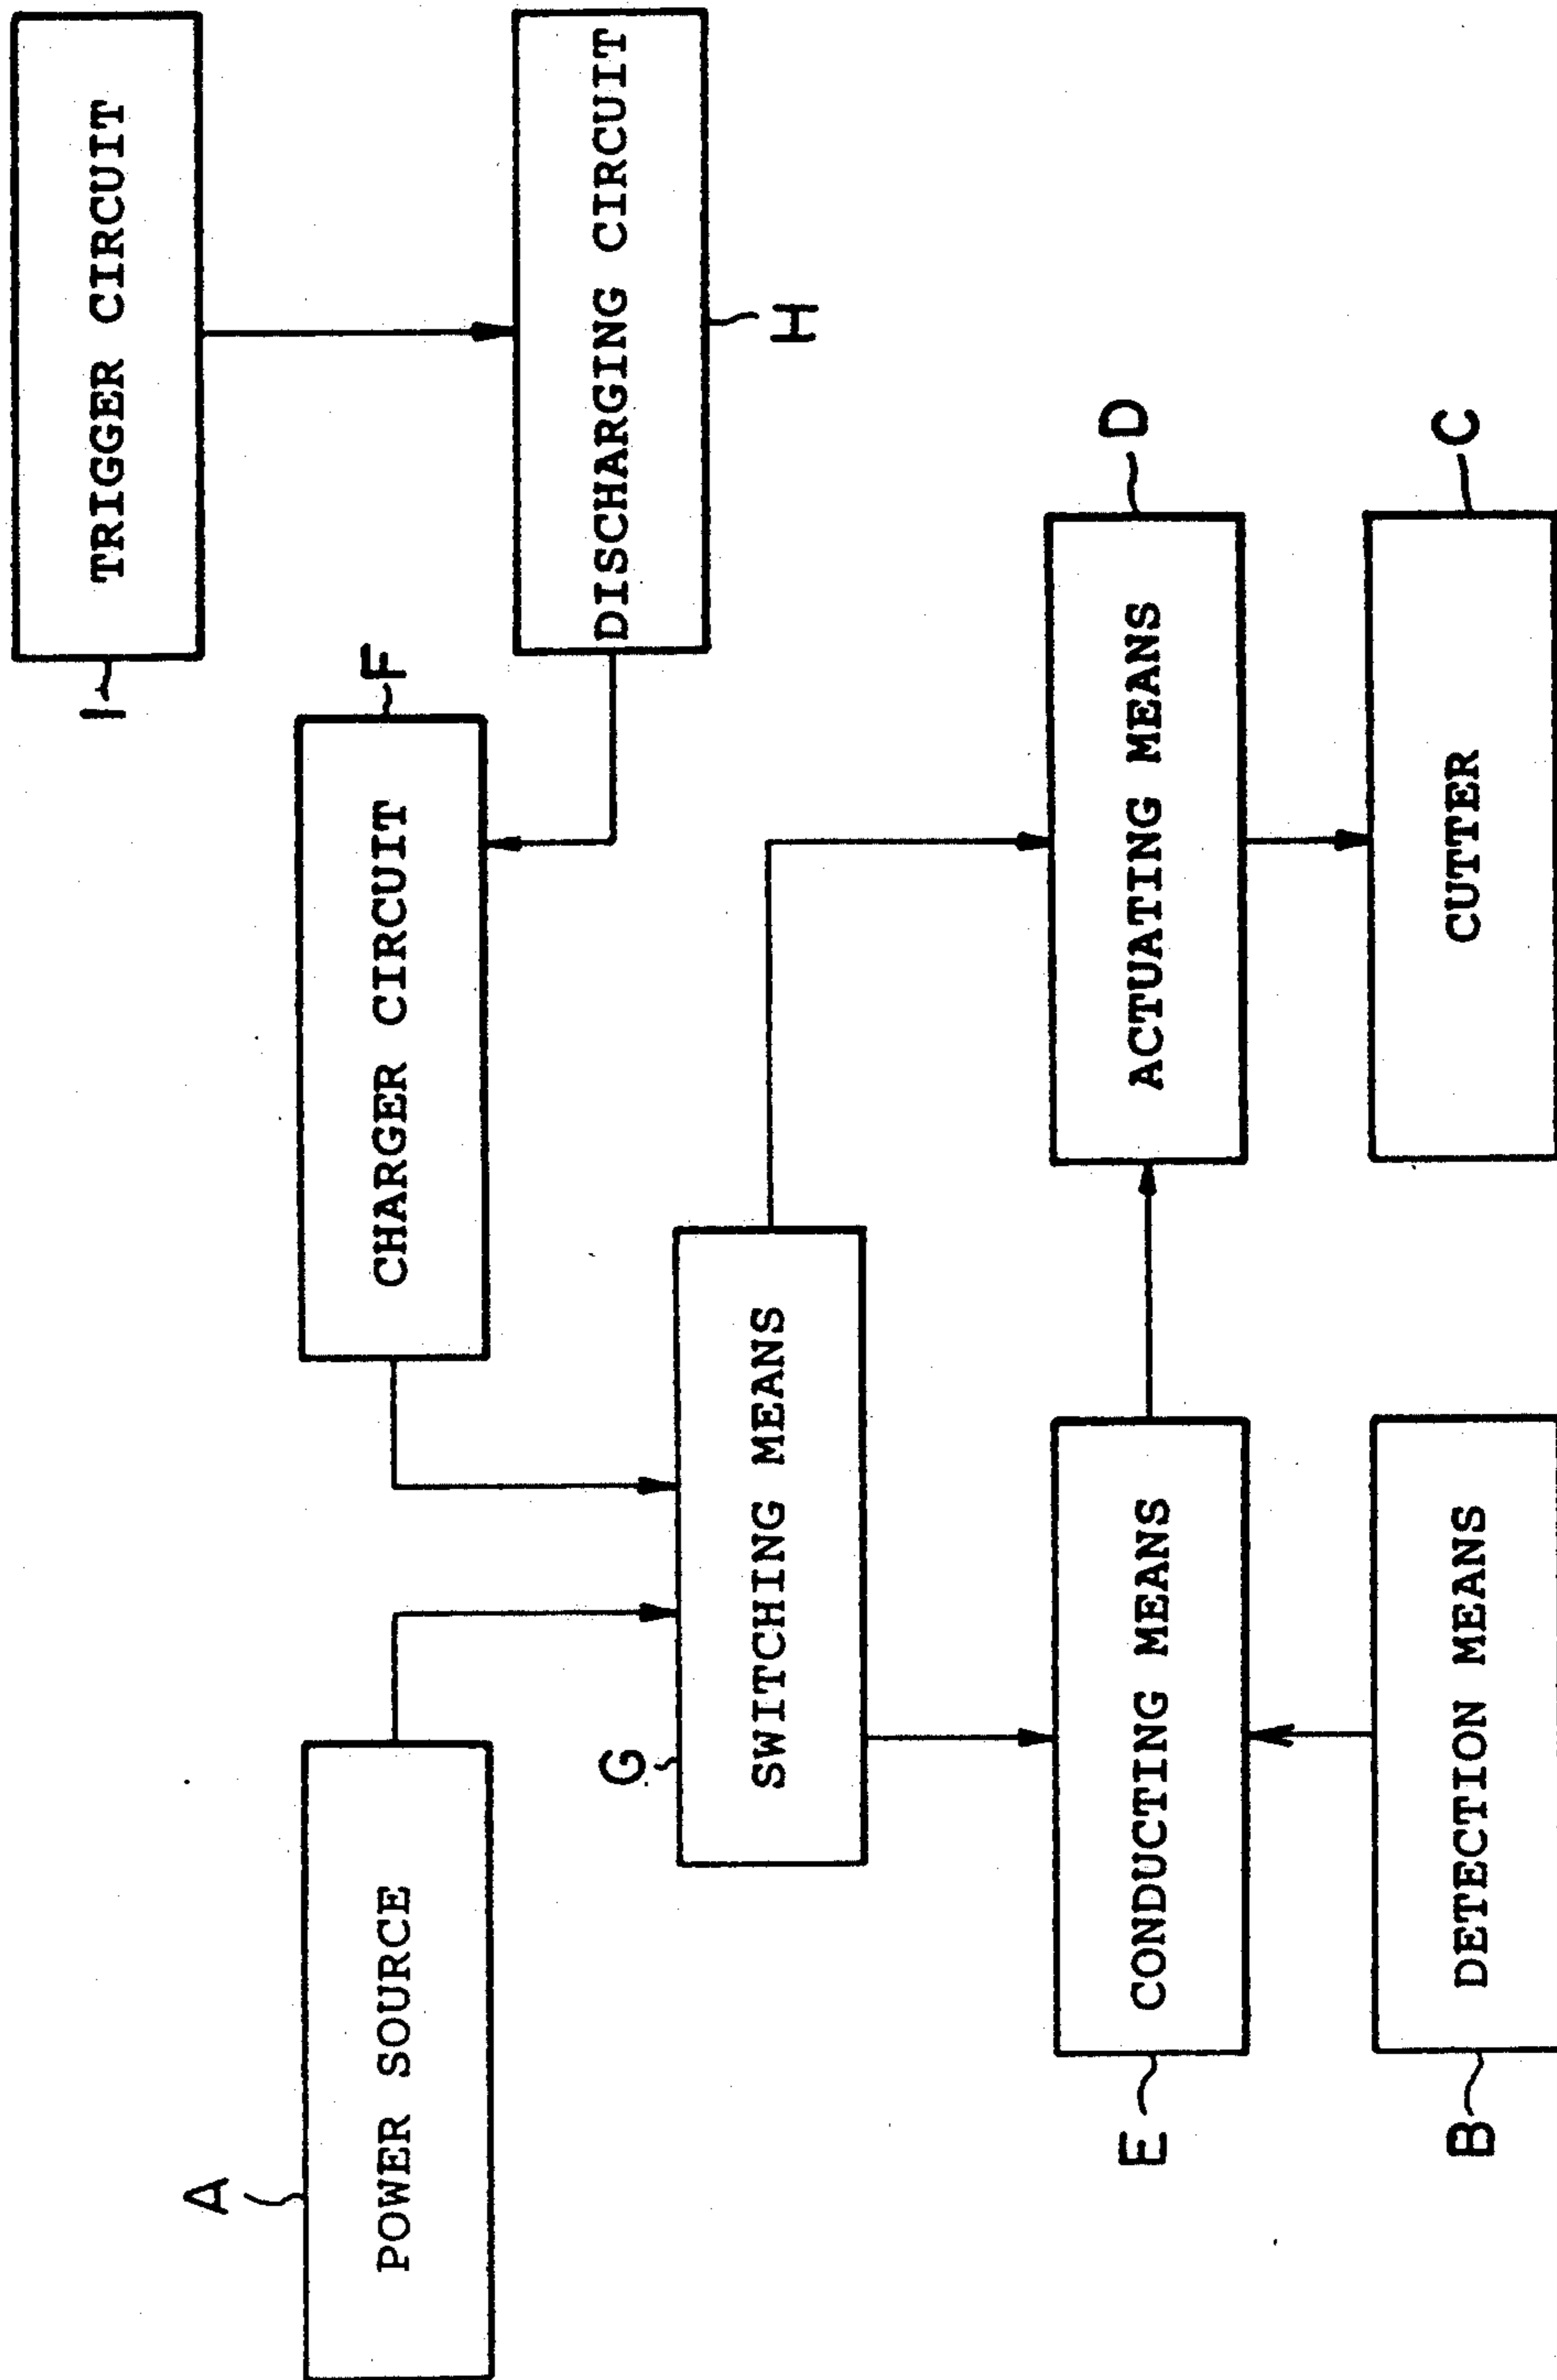 I
TRIGGER CIRCUIT
A
POWER SOURCE
CHARGER CIRCUIT
F
DISCHARGING CIRCUIT
H
G
SWITCHING MEANS
E
CONDUCTING MEANS
ACTUATING MEANS
D
B
DETECTION MEANS
CUTTER
C